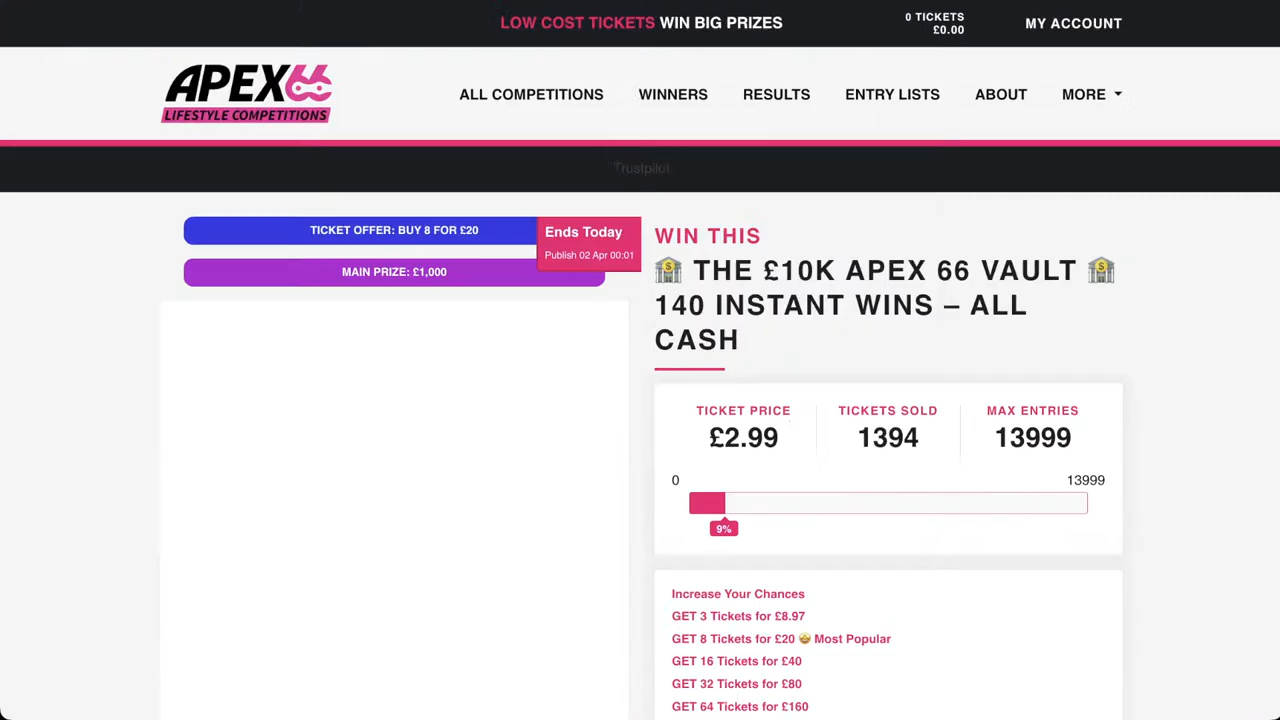 LOW COST TICKETS WIN BIG PRIZES
0 TICKETS
£0.00
MY ACCOUNT
APEX66
LIFESTYLE COMPETITIONS
ALL COMPETITIONS
WINNERS
RESULTS
ENTRY LISTS
ABOUT
MORE
Trustpilot
TICKET OFFER: BUY 8 FOR £20
Ends Today
Publish 02 Apr 00:01
MAIN PRIZE: £1,000
WIN THIS
THE £10K APEX 66 VAULT
140 INSTANT WINS – ALL
CASH
TICKET PRICE
£2.99
TICKETS SOLD
1394
MAX ENTRIES
13999
0
13999
9%
Increase Your Chances
GET 3 Tickets for £8.97
GET 8 Tickets for £20 🤩 Most Popular
GET 16 Tickets for £40
GET 32 Tickets for £80
GET 64 Tickets for £160